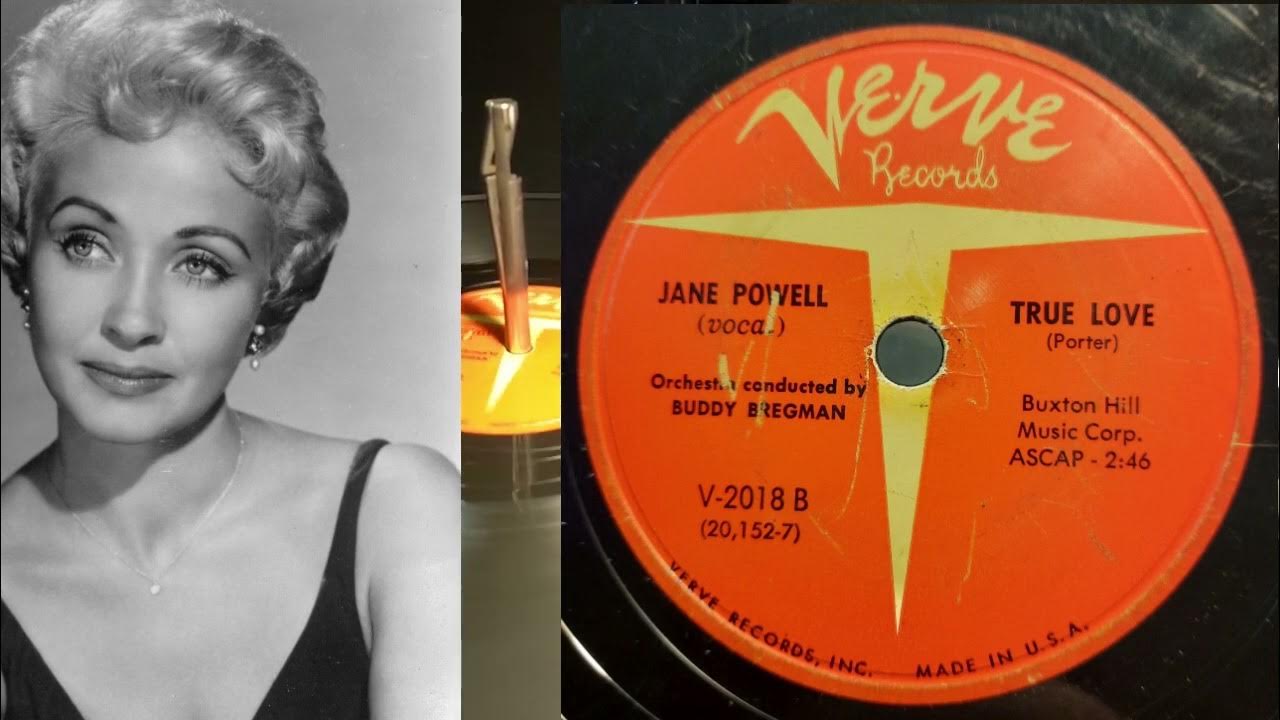 Verve
Records
JANE POWELL
(vocal)
TRUE LOVE
(Porter)
Orchestra conducted by
BUDDY BREGMAN
Buxton Hill
Music Corp.
ASCAP - 2:46
V-2018 B
(20,152-7)
VERVE RECORDS, INC. MADE IN U.S.A.